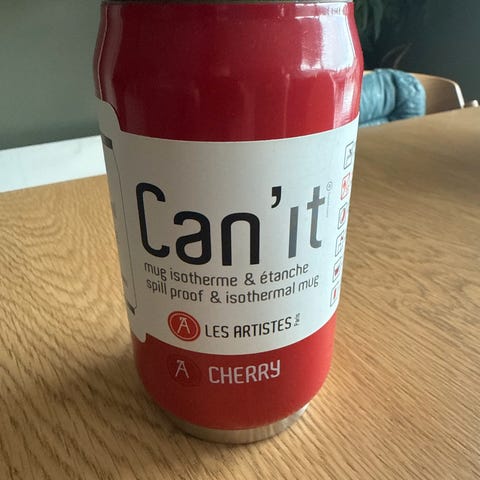 Can'it
mug isotherme & étanche
spill proof & isothermal mug
A LES ARTISTES Paris
A CHERRY